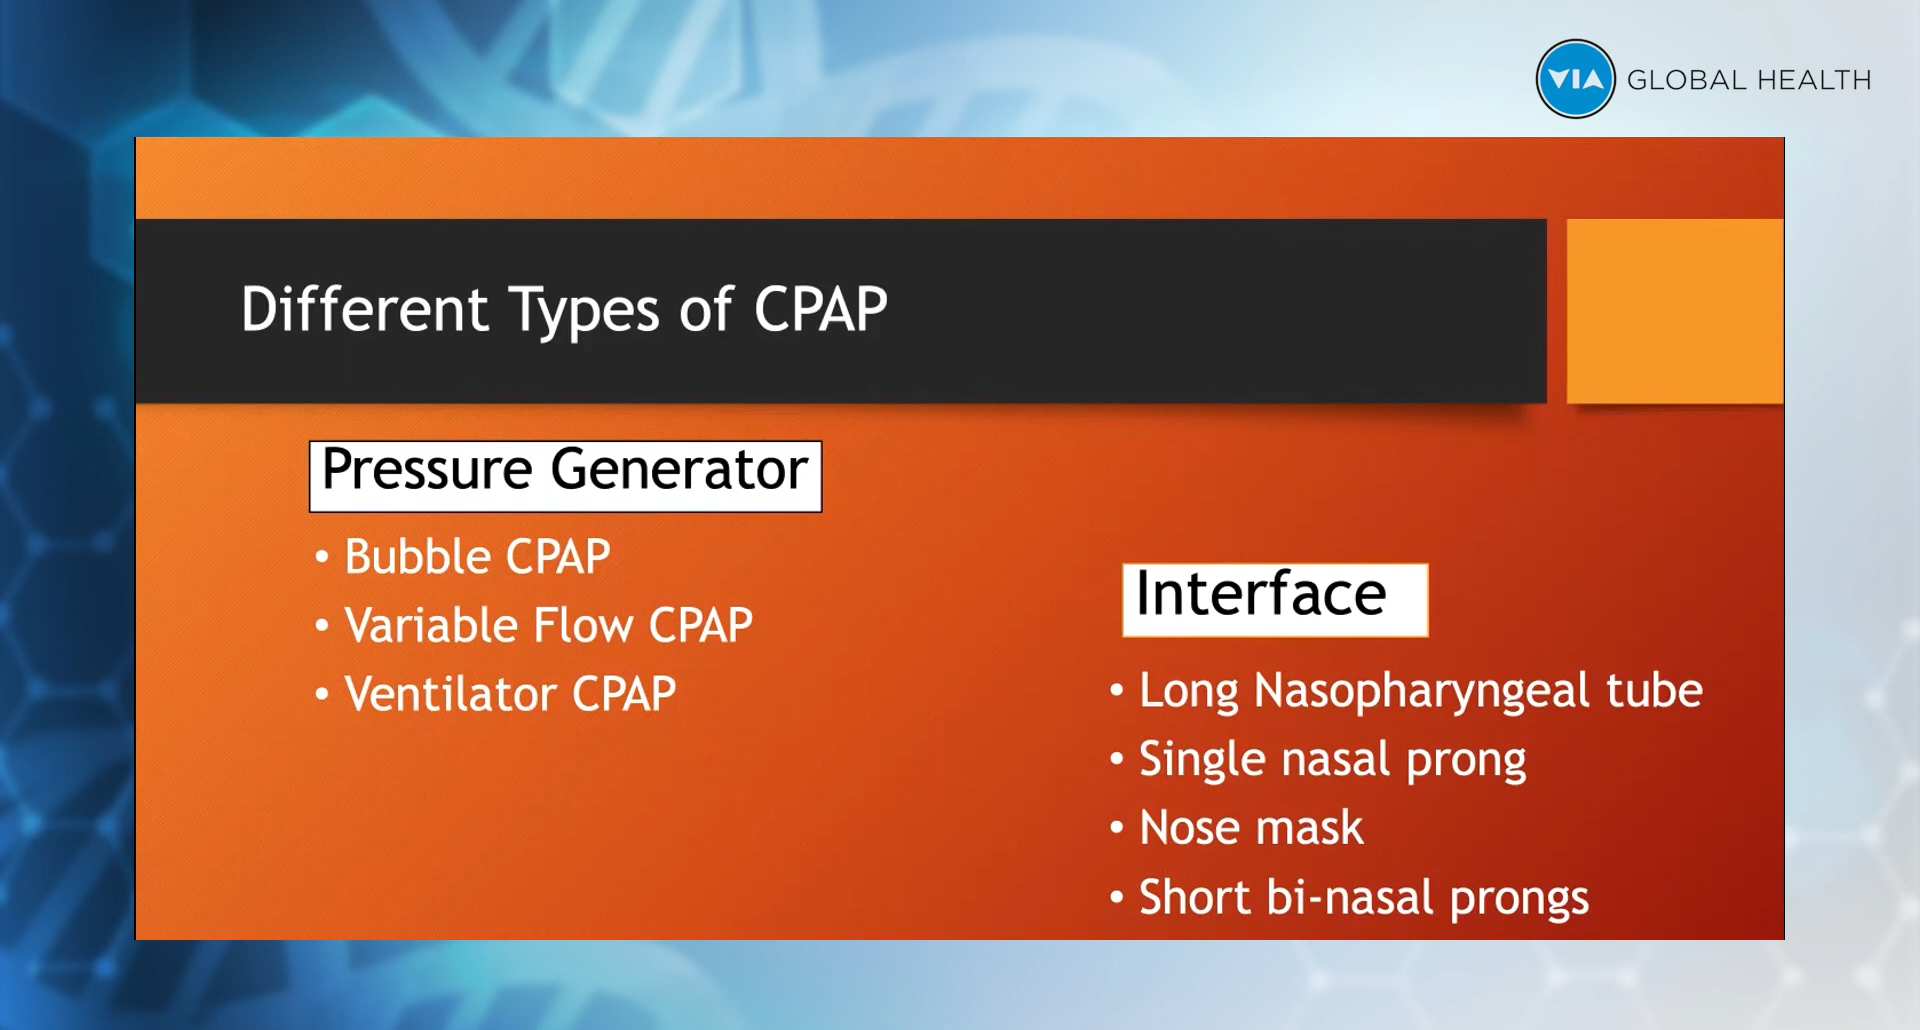 VIA GLOBAL HEALTH
Different Types of CPAP
Pressure Generator
• Bubble CPAP
• Variable Flow CPAP
• Ventilator CPAP
Interface
• Long Nasopharyngeal tube
• Single nasal prong
• Nose mask
• Short bi-nasal prongs